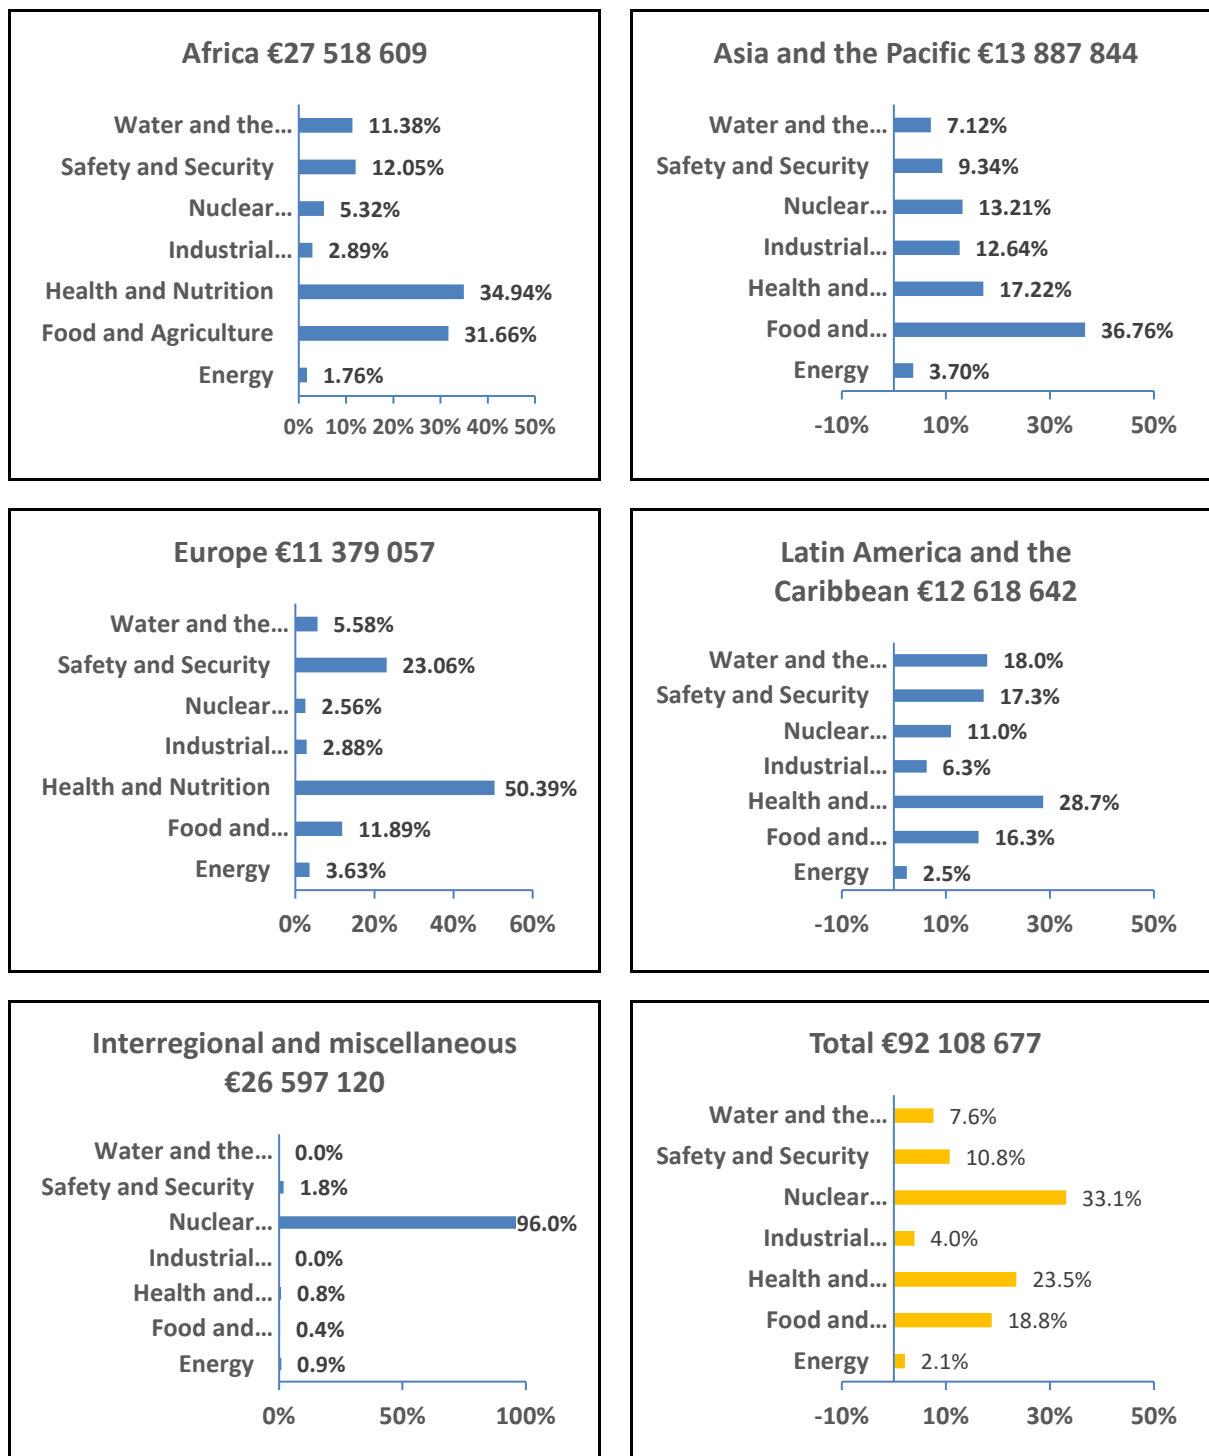 Africa €27 518 609
Water and the... 11.38%
Safety and Security 12.05%
Nuclear... 5.32%
Industrial... 2.89%
Health and Nutrition 34.94%
Food and Agriculture 31.66%
Energy 1.76%
0% 10% 20% 30% 40% 50%
Asia and the Pacific €13 887 844
Water and the... 7.12%
Safety and Security 9.34%
Nuclear... 13.21%
Industrial... 12.64%
Health and... 17.22%
Food and... 36.76%
Energy 3.70%
-10% 10% 30% 50%
Europe €11 379 057
Water and the... 5.58%
Safety and Security 23.06%
Nuclear... 2.56%
Industrial... 2.88%
Health and Nutrition 50.39%
Food and... 11.89%
Energy 3.63%
0% 20% 40% 60%
Latin America and the
Caribbean €12 618 642
Water and the... 18.0%
Safety and Security 17.3%
Nuclear... 11.0%
Industrial... 6.3%
Health and... 28.7%
Food and... 16.3%
Energy 2.5%
-10% 10% 30% 50%
Interregional and miscellaneous
€26 597 120
Water and the... 0.0%
Safety and Security 1.8%
Nuclear... 96.0%
Industrial... 0.0%
Health and... 0.8%
Food and... 0.4%
Energy 0.9%
0% 50% 100%
Total €92 108 677
Water and the... 7.6%
Safety and Security 10.8%
Nuclear... 33.1%
Industrial... 4.0%
Health and... 23.5%
Food and... 18.8%
Energy 2.1%
-10% 10% 30% 50%